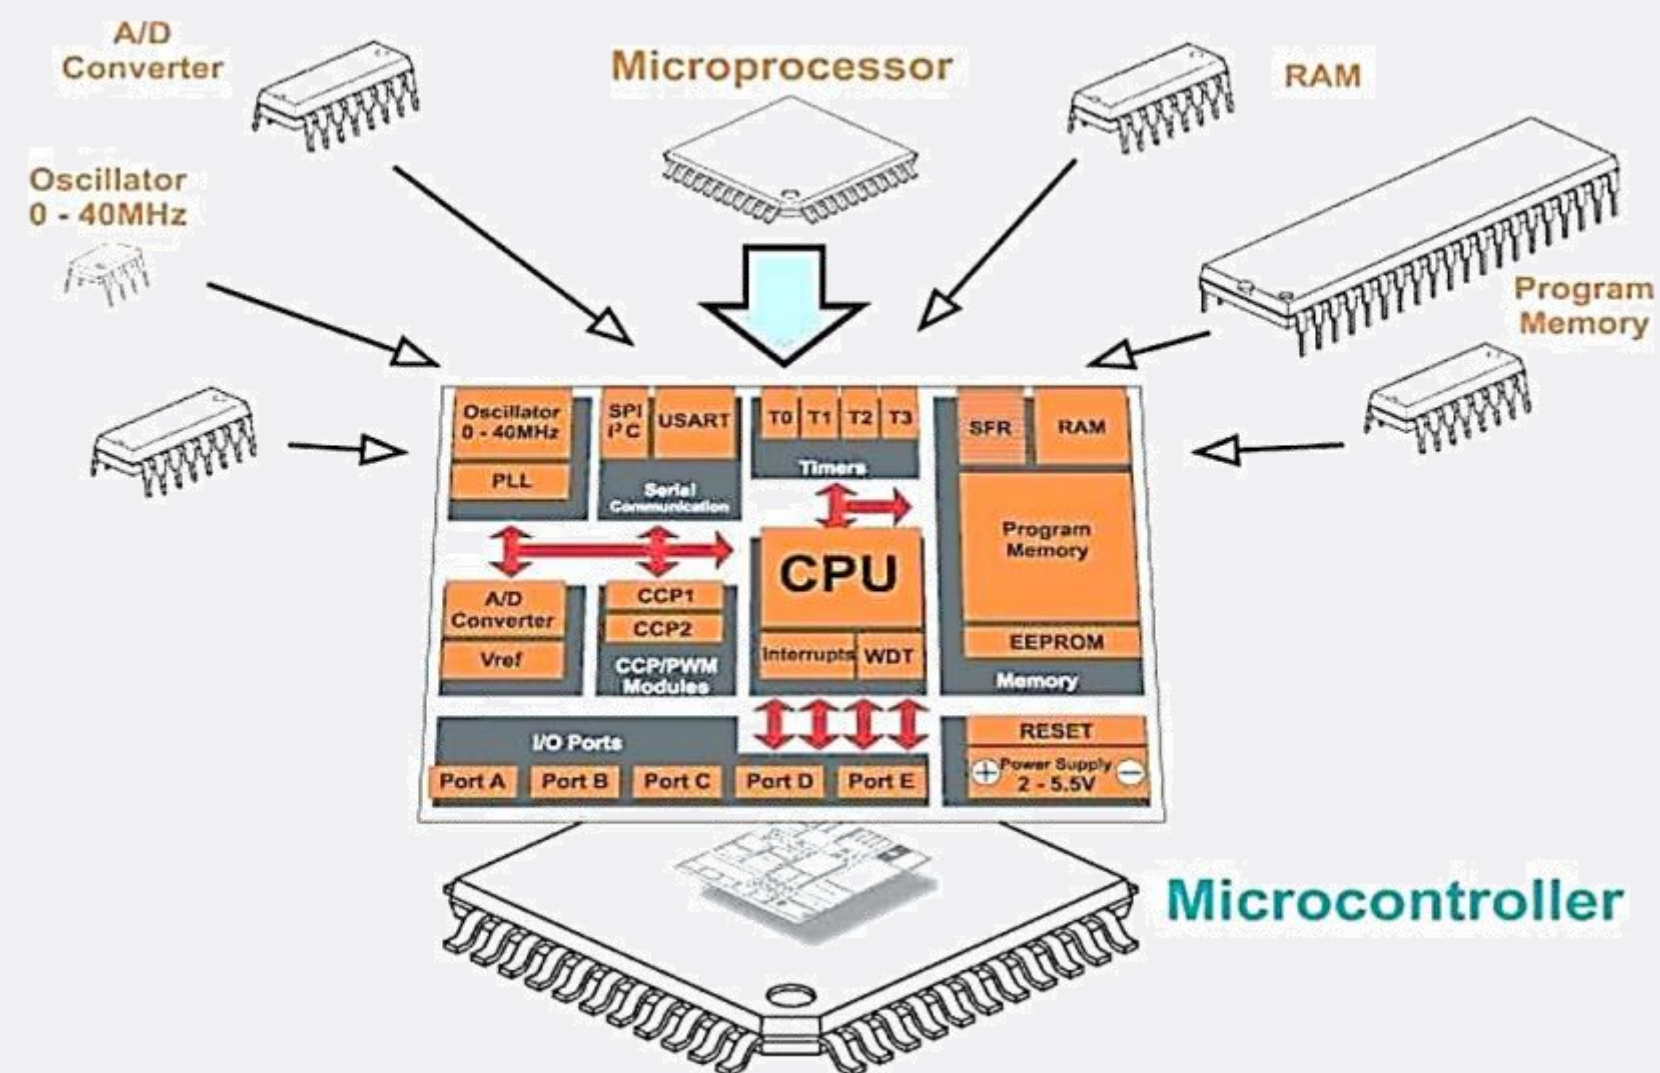 A/D
Converter
Microprocessor
RAM
Oscillator
0 - 40MHz
Program
Memory
Oscillator
0 - 40MHz
PLL
SPI
I²C
USART
Serial
Communication
T0 T1 T2 T3
Timers
SFR
RAM
Program
Memory
EEPROM
Memory
A/D
Converter
Vref
CCP1
CCP2
CCP/PWM
Modules
CPU
Interrupts WDT
I/O Ports
Port A Port B Port C Port D Port E
RESET
+ Power Supply −
2 - 5.5V
Microcontroller